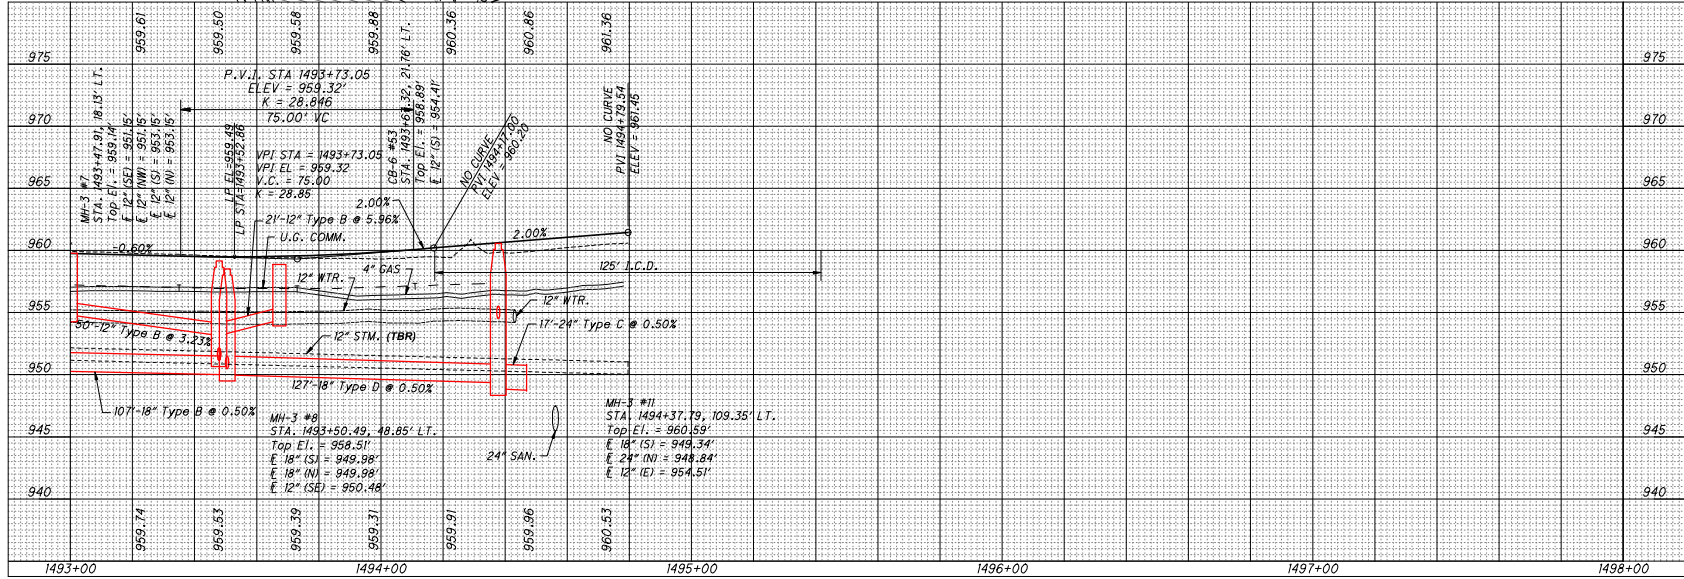 959.61
959.50
959.58
959.88
960.36
960.86
961.36
975
975
970
970
965
965
960
960
955
955
950
950
945
945
940
940
MH-3 #7
STA. 1493+47.91, 18.13' LT.
Top El. = 959.14'
12" (SE) = 951.15'
12" (NW) = 951.15'
12" (S) = 953.15'
12" (N) = 953.15'
P.V.I. STA 1493+73.05
ELEV = 959.32'
K = 28.846
75.00' VC
LP EL=959.49
LP STA=1493+52.86
VPI STA = 1493+73.05
VPI EL = 959.32
V.C. = 75.00
K = 28.85
CB-6 #53
Top El. = 958.89'
12" (S) = 954.41'
NO CURVE
PVI 1494+17.00
ELEV = 960.20
NO CURVE
PVI 1494+79.54
ELEV = 961.45
2.00%
21'-12" Type B @ 5.96%
U.G. COMM.
-0.60%
2.00%
4" GAS
12" WTR.
125' I.C.D.
12" WTR.
17'-24" Type C @ 0.50%
50'-12" Type B @ 3.23%
12" STM. (TBR)
127'-18" Type D @ 0.50%
107'-18" Type B @ 0.50%
MH-3 #8
STA. 1493+50.49, 48.85' LT.
Top El. = 958.51'
18" (S) = 949.98'
18" (N) = 949.98'
12" (SE) = 950.48'
24" SAN.
MH-3 #11
STA. 1494+37.79, 109.35' LT.
Top El. = 960.59'
18" (S) = 949.34'
24" (N) = 948.84'
12" (E) = 954.51'
959.74
959.53
959.39
959.31
959.91
959.96
960.53
1493+00
1494+00
1495+00
1496+00
1497+00
1498+00